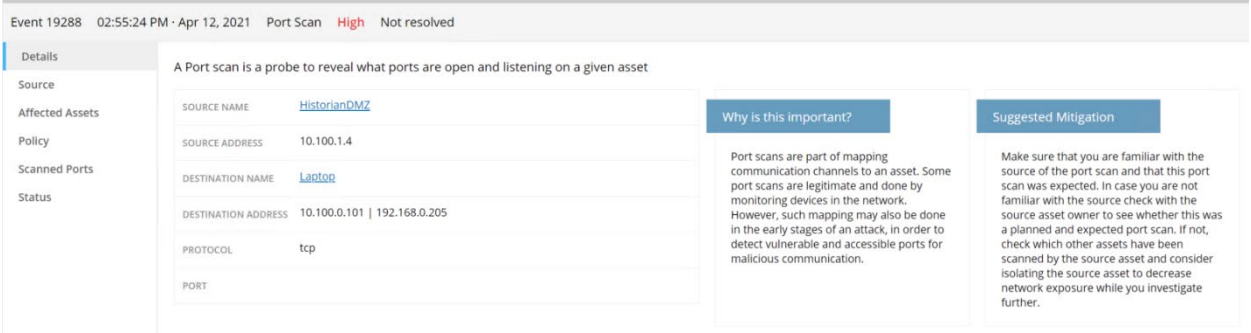 Event 19288 02:55:24 PM · Apr 12, 2021 Port Scan High Not resolved
Details
Source
Affected Assets
Policy
Scanned Ports
Status
A Port scan is a probe to reveal what ports are open and listening on a given asset
SOURCE NAME HistorianDMZ
SOURCE ADDRESS 10.100.1.4
DESTINATION NAME Laptop
DESTINATION ADDRESS 10.100.0.101 | 192.168.0.205
PROTOCOL tcp
PORT
Why is this important?
Port scans are part of mapping
communication channels to an asset. Some
port scans are legitimate and done by
monitoring devices in the network.
However, such mapping may also be done
in the early stages of an attack, in order to
detect vulnerable and accessible ports for
malicious communication.
Suggested Mitigation
Make sure that you are familiar with the
source of the port scan and that this port
scan was expected. In case you are not
familiar with the source check with the
source asset owner to see whether this was
a planned and expected port scan. If not,
check which other assets have been
scanned by the source asset and consider
isolating the source asset to decrease
network exposure while you investigate
further.